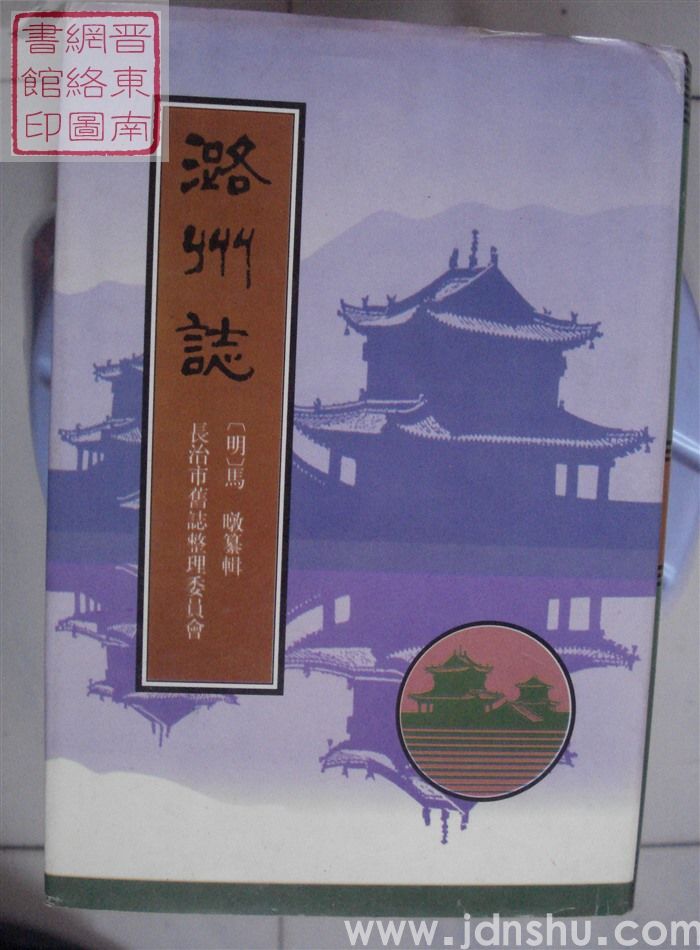 晋東南
網絡圖
書館印
潞州誌
〔明〕馬暾纂輯
長治市舊誌整理委員會
www.jdnshu.com